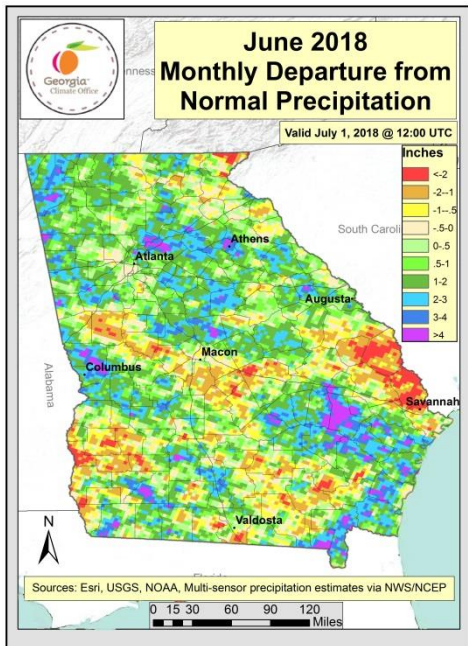 Georgia™
Climate Office
June 2018
Monthly Departure from
Normal Precipitation
Valid July 1, 2018 @ 12:00 UTC
Inches
<-2
-2--1
-1--.5
-.5-0
0-.5
.5-1
1-2
2-3
3-4
>4
South Caroli
Athens
Atlanta
Augusta
Macon
Columbus
Alabama
Savannah
Valdosta
N
Sources: Esri, USGS, NOAA, Multi-sensor precipitation estimates via NWS/NCEP
0 15 30 60 90 120
Miles